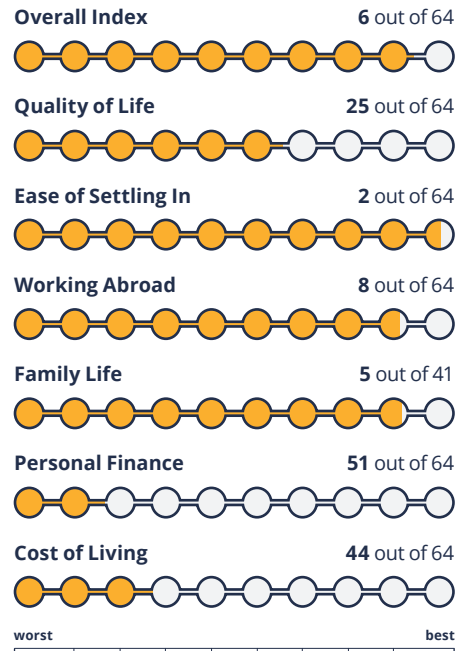 Overall Index 6 out of 64
Quality of Life 25 out of 64
Ease of Settling In 2 out of 64
Working Abroad 8 out of 64
Family Life 5 out of 41
Personal Finance 51 out of 64
Cost of Living 44 out of 64
worst best